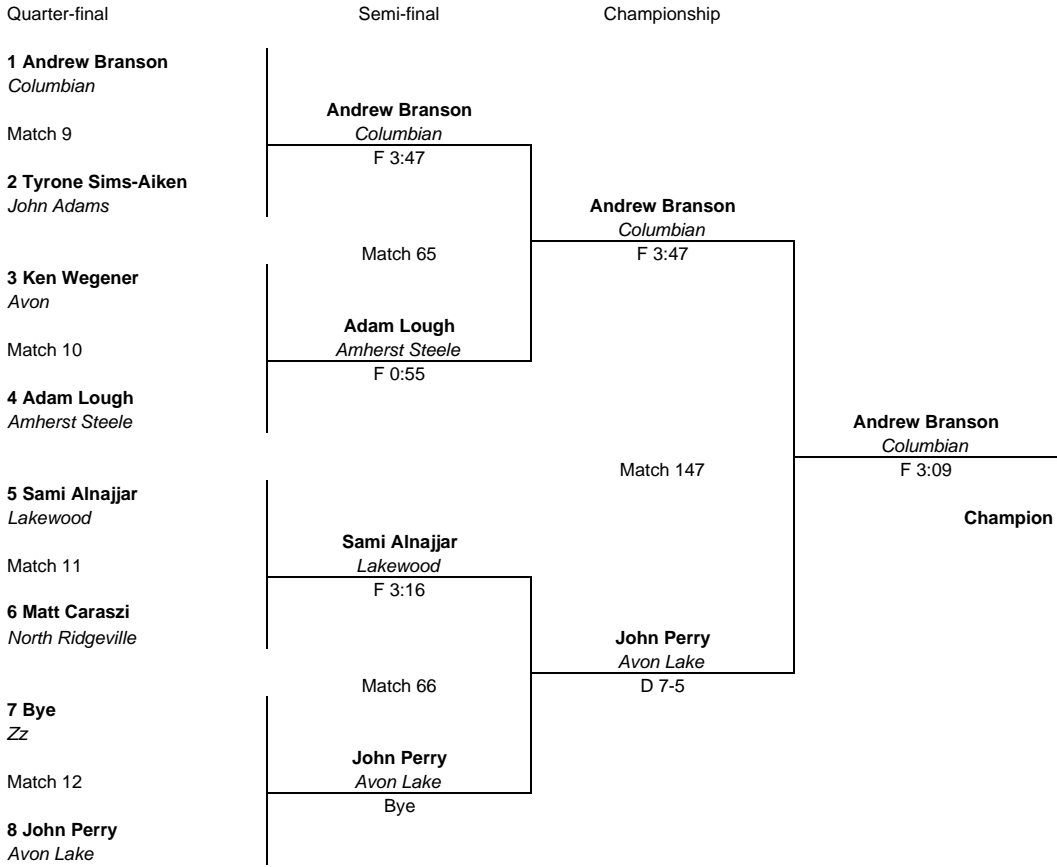 Quarter-final Semi-final Championship
1 Andrew Branson
Columbian
Andrew Branson
Match 9 Columbian
F 3:47
2 Tyrone Sims-Aiken
John Adams Andrew Branson
Columbian
Match 65 F 3:47
3 Ken Wegener
Avon
Adam Lough
Match 10 Amherst Steele
F 0:55
4 Adam Lough
Amherst Steele Andrew Branson
Columbian
Match 147 F 3:09
5 Sami Alnajjar
Lakewood Champion
Sami Alnajjar
Match 11 Lakewood
F 3:16
6 Matt Caraszi
North Ridgeville John Perry
Avon Lake
Match 66 D 7-5
7 Bye
Zz
John Perry
Match 12 Avon Lake
Bye
8 John Perry
Avon Lake